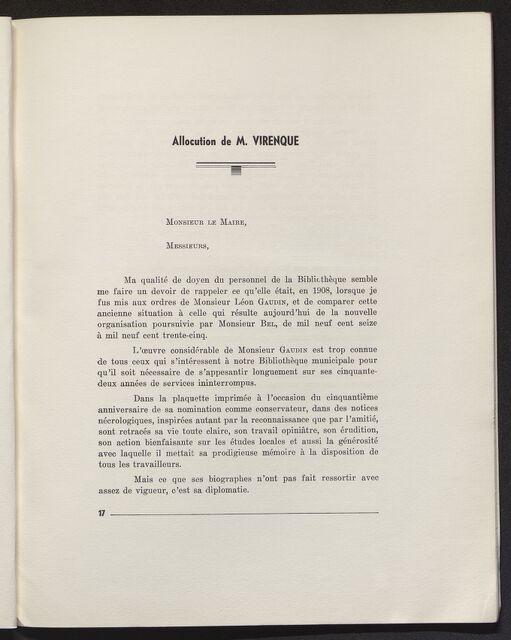 Allocution de M. VIRENQUE
MONSIEUR LE MAIRE,
MESSIEURS,
Ma qualité de doyen du personnel de la Bibliothèque semble
me faire un devoir de rappeler ce qu'elle était, en 1908, lorsque je
fus mis aux ordres de Monsieur Léon GAUDIN, et de comparer cette
ancienne situation à celle qui résulte aujourd'hui de la nouvelle
organisation poursuivie par Monsieur BEL, de mil neuf cent seize
à mil neuf cent trente-cinq.
L'œuvre considérable de Monsieur GAUDIN est trop connue
de tous ceux qui s'intéressent à notre Bibliothèque municipale pour
qu'il soit nécessaire de s'appesantir longuement sur ses cinquante-
deux années de services ininterrompus.
Dans la plaquette imprimée à l'occasion du cinquantième
anniversaire de sa nomination comme conservateur, dans des notices
nécrologiques, inspirées autant par la reconnaissance que par l'amitié,
sont retracés sa vie toute claire, son travail opiniâtre, son érudition,
son action bienfaisante sur les études locales et aussi la générosité
avec laquelle il mettait sa prodigieuse mémoire à la disposition de
tous les travailleurs.
Mais ce que ses biographes n'ont pas fait ressortir avec
assez de vigueur, c'est sa diplomatie.
17